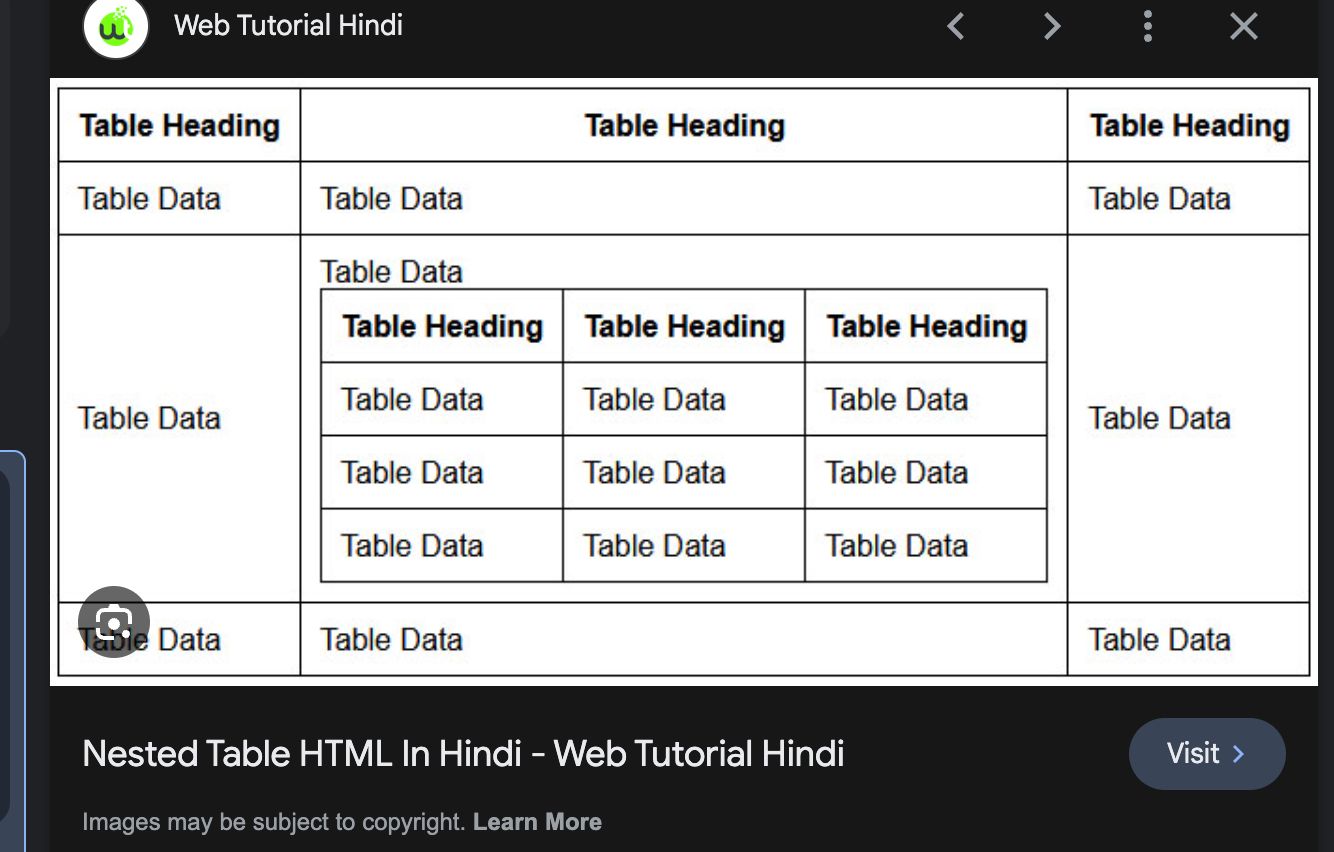 Web Tutorial Hindi
Table Heading Table Heading Table Heading
Table Data Table Data Table Data
Table Data
Table Heading Table Heading Table Heading
Table Data Table Data Table Data
Table Data Table Data Table Data Table Data Table Data
Table Data Table Data Table Data
Table Data Table Data Table Data
Nested Table HTML In Hindi - Web Tutorial Hindi
Visit
Images may be subject to copyright. Learn More